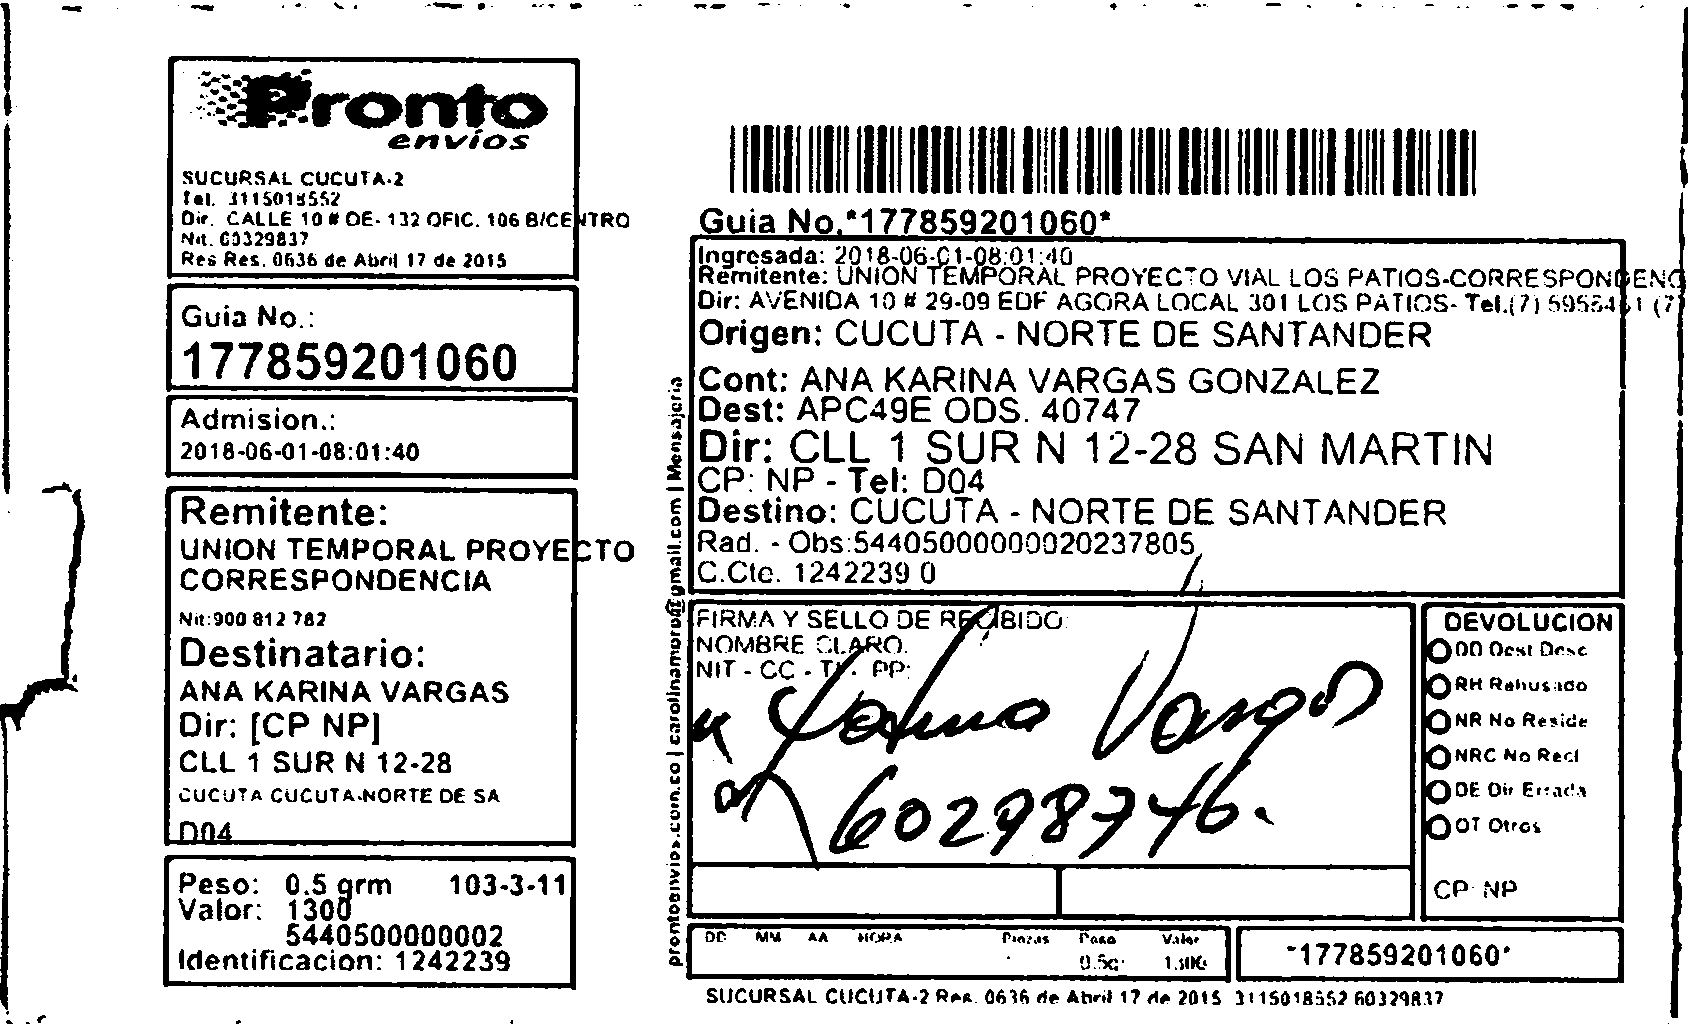 Pronto
envíos
SUCURSAL CUCUTA-2
Tel. 3115018552
Dir. CALLE 10 # OE- 132 OFIC. 106 B/CENTRO
Nit. 60329837
Res Res. 0636 de Abril 17 de 2015
Guia No.:
177859201060
Admision.:
2018-06-01-08:01:40
Remitente:
UNION TEMPORAL PROYECTO
CORRESPONDENCIA
Nit:900 812 782
Destinatario:
ANA KARINA VARGAS
Dir: [CP NP]
CLL 1 SUR N 12-28
CUCUTA CUCUTA-NORTE DE SA
D04
Peso: 0.5 grm 103-3-11
Valor: 1300
5440500000002
Identificacion: 1242239
prontoenvios.com.co | carolinamoro@gmail.com | Mensajeria
Guia No.*177859201060*
Ingresada: 2018-06-01-08:01:40
Remitente: UNION TEMPORAL PROYECTO VIAL LOS PATIOS-CORRESPONDENC
Dir: AVENIDA 10 # 29-09 EDF AGORA LOCAL 301 LOS PATIOS- Tel.(7) (7
Origen: CUCUTA - NORTE DE SANTANDER
Cont: ANA KARINA VARGAS GONZALEZ
Dest: APC49E ODS. 40747
Dir: CLL 1 SUR N 12-28 SAN MARTIN
CP: NP - Tel: D04
Destino: CUCUTA - NORTE DE SANTANDER
Rad. - Obs:54405000000020237805
C.Cte. 1242239 0
FIRMA Y SELLO DE RECIBIDO:
NOMBRE CLARO.
NIT - CC - TI - PP:
Karina Vargas
60298746.
DEVOLUCION
DD Dest Desc
RH Rehusado
NR No Reside
NRC No Recl
DE Dir Errada
OT Otros
CP: NP
DD MM AA HORA Piezas Peso Valor
0.5g
*177859201060*
SUCURSAL CUCUTA-2 Res. 0636 de Abril 17 de 2015 3115018552 60329837